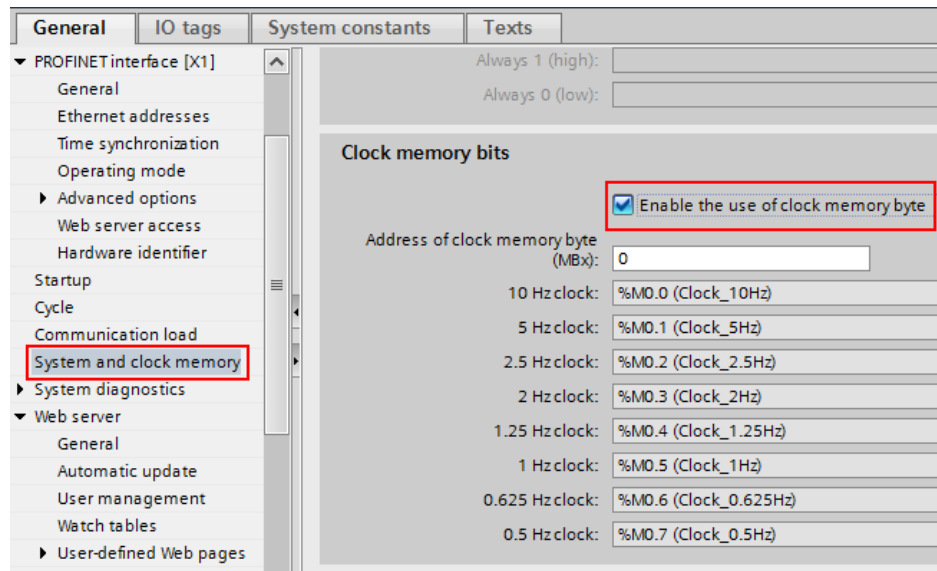 General IO tags System constants Texts
PROFINET interface [X1]
General
Ethernet addresses
Time synchronization
Operating mode
Advanced options
Web server access
Hardware identifier
Startup
Cycle
Communication load
System and clock memory
System diagnostics
Web server
General
Automatic update
User management
Watch tables
User-defined Web pages
Always 1 (high):
Always 0 (low):
Clock memory bits
Enable the use of clock memory byte
Address of clock memory byte
(MBx): 0
10 Hz clock: %M0.0 (Clock_10Hz)
5 Hz clock: %M0.1 (Clock_5Hz)
2.5 Hz clock: %M0.2 (Clock_2.5Hz)
2 Hz clock: %M0.3 (Clock_2Hz)
1.25 Hz clock: %M0.4 (Clock_1.25Hz)
1 Hz clock: %M0.5 (Clock_1Hz)
0.625 Hz clock: %M0.6 (Clock_0.625Hz)
0.5 Hz clock: %M0.7 (Clock_0.5Hz)